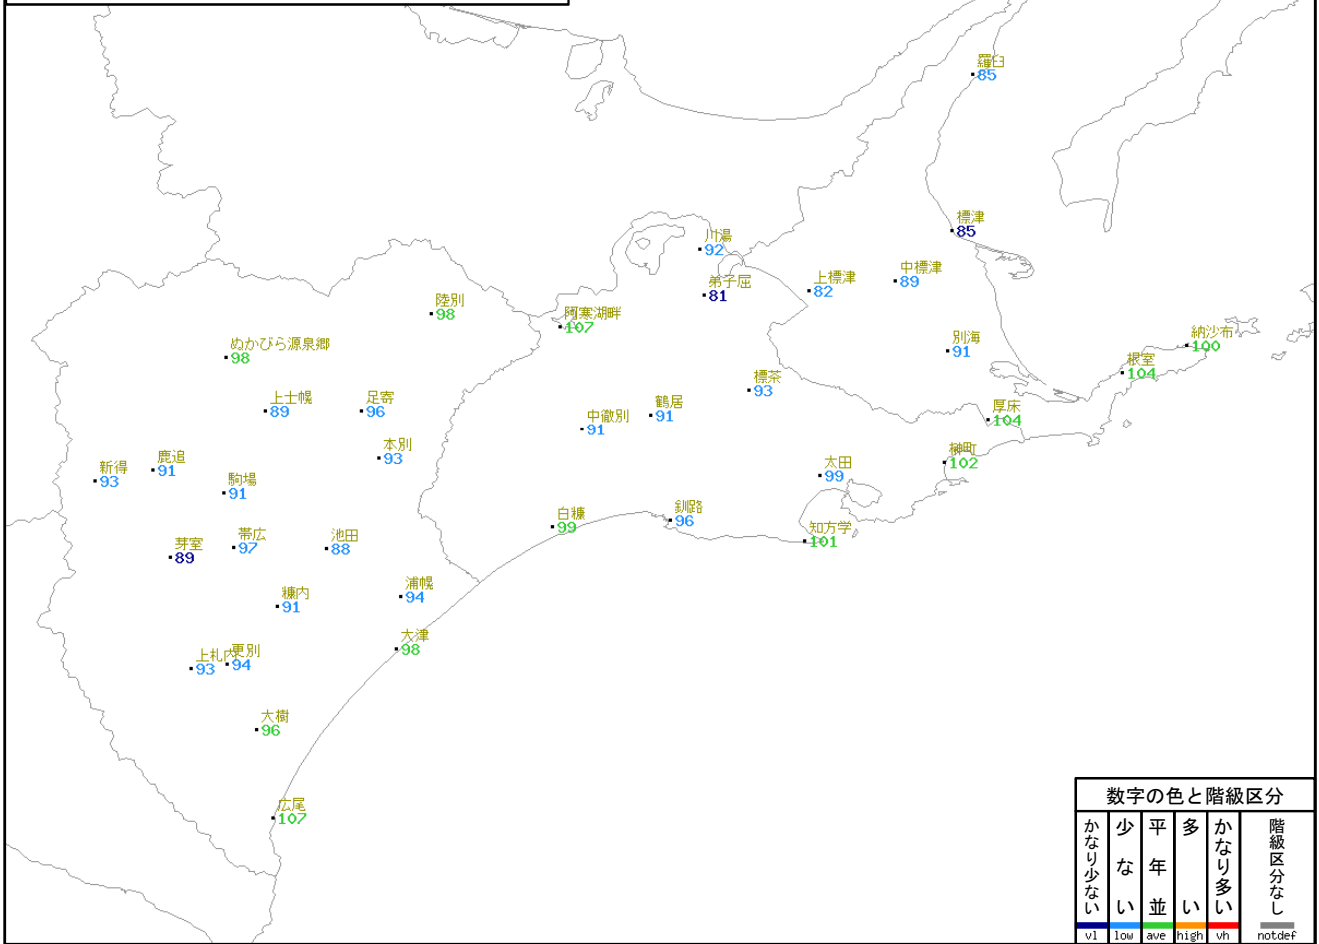 羅臼
85
標津
85
川湯
92
中標津
89
上標津
82
弟子屈
81
陸別
98
阿寒湖畔
107
納沙布
100
別海
91
ぬかびら源泉郷
98
根室
104
標茶
93
上士幌
89
足寄
96
鶴居
91
厚床
104
中徹別
91
本別
93
榊町
102
鹿追
91
新得
93
太田
99
駒場
91
白糠
99
釧路
96
知方学
101
帯広
97
池田
88
芽室
89
浦幌
94
糠内
91
大津
98
上札内
93
更別
94
大樹
96
広尾
107
数字の色と階級区分
かなり少ない
少ない
平年並
多い
かなり多い
階級区分なし
vl
low
ave
high
vh
notdef